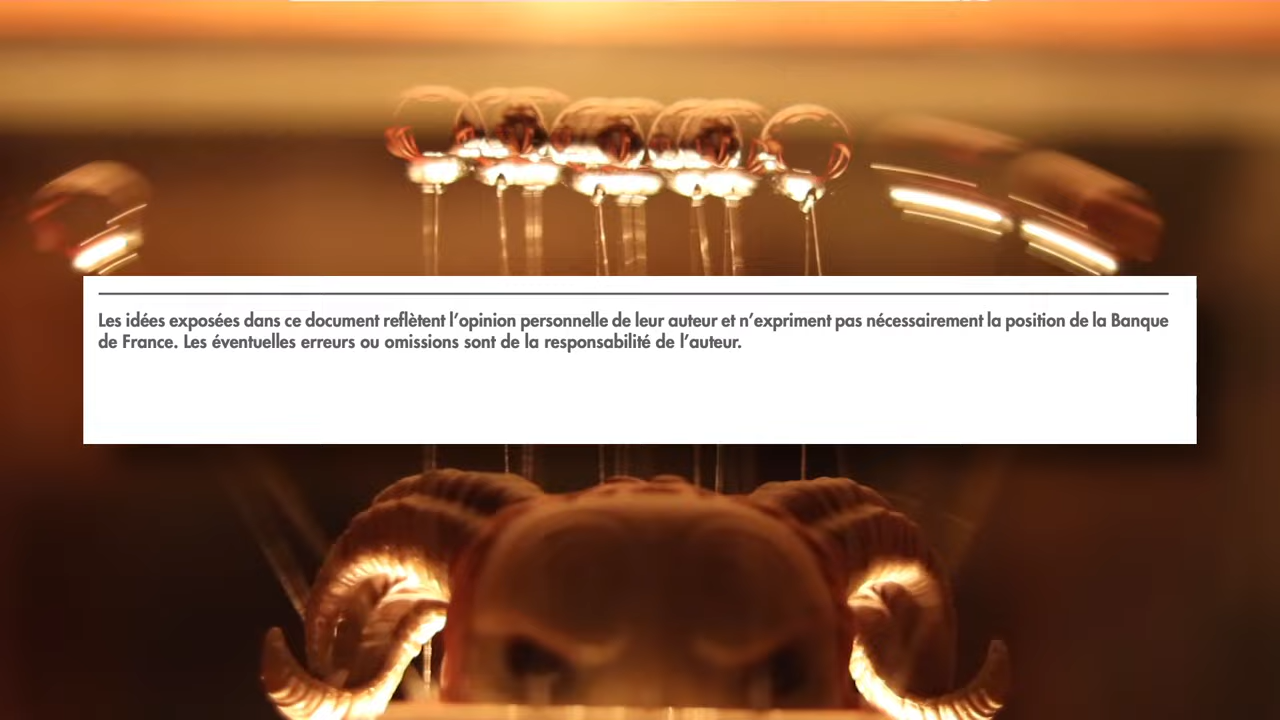 Les idées exposées dans ce document reflètent l’opinion personnelle de leur auteur et n’expriment pas nécessairement la position de la Banque
de France. Les éventuelles erreurs ou omissions sont de la responsabilité de l’auteur.